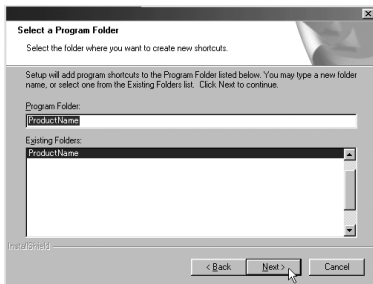 Select a Program Folder
Select the folder where you want to create new shortcuts.
Setup will add program shortcuts to the Program Folder listed below. You may type a new folder
name, or select one from the Existing Folders list. Click Next to continue.
Program Folder:
ProductName
Existing Folders:
ProductName
InstallShield
< Back
Next >
Cancel